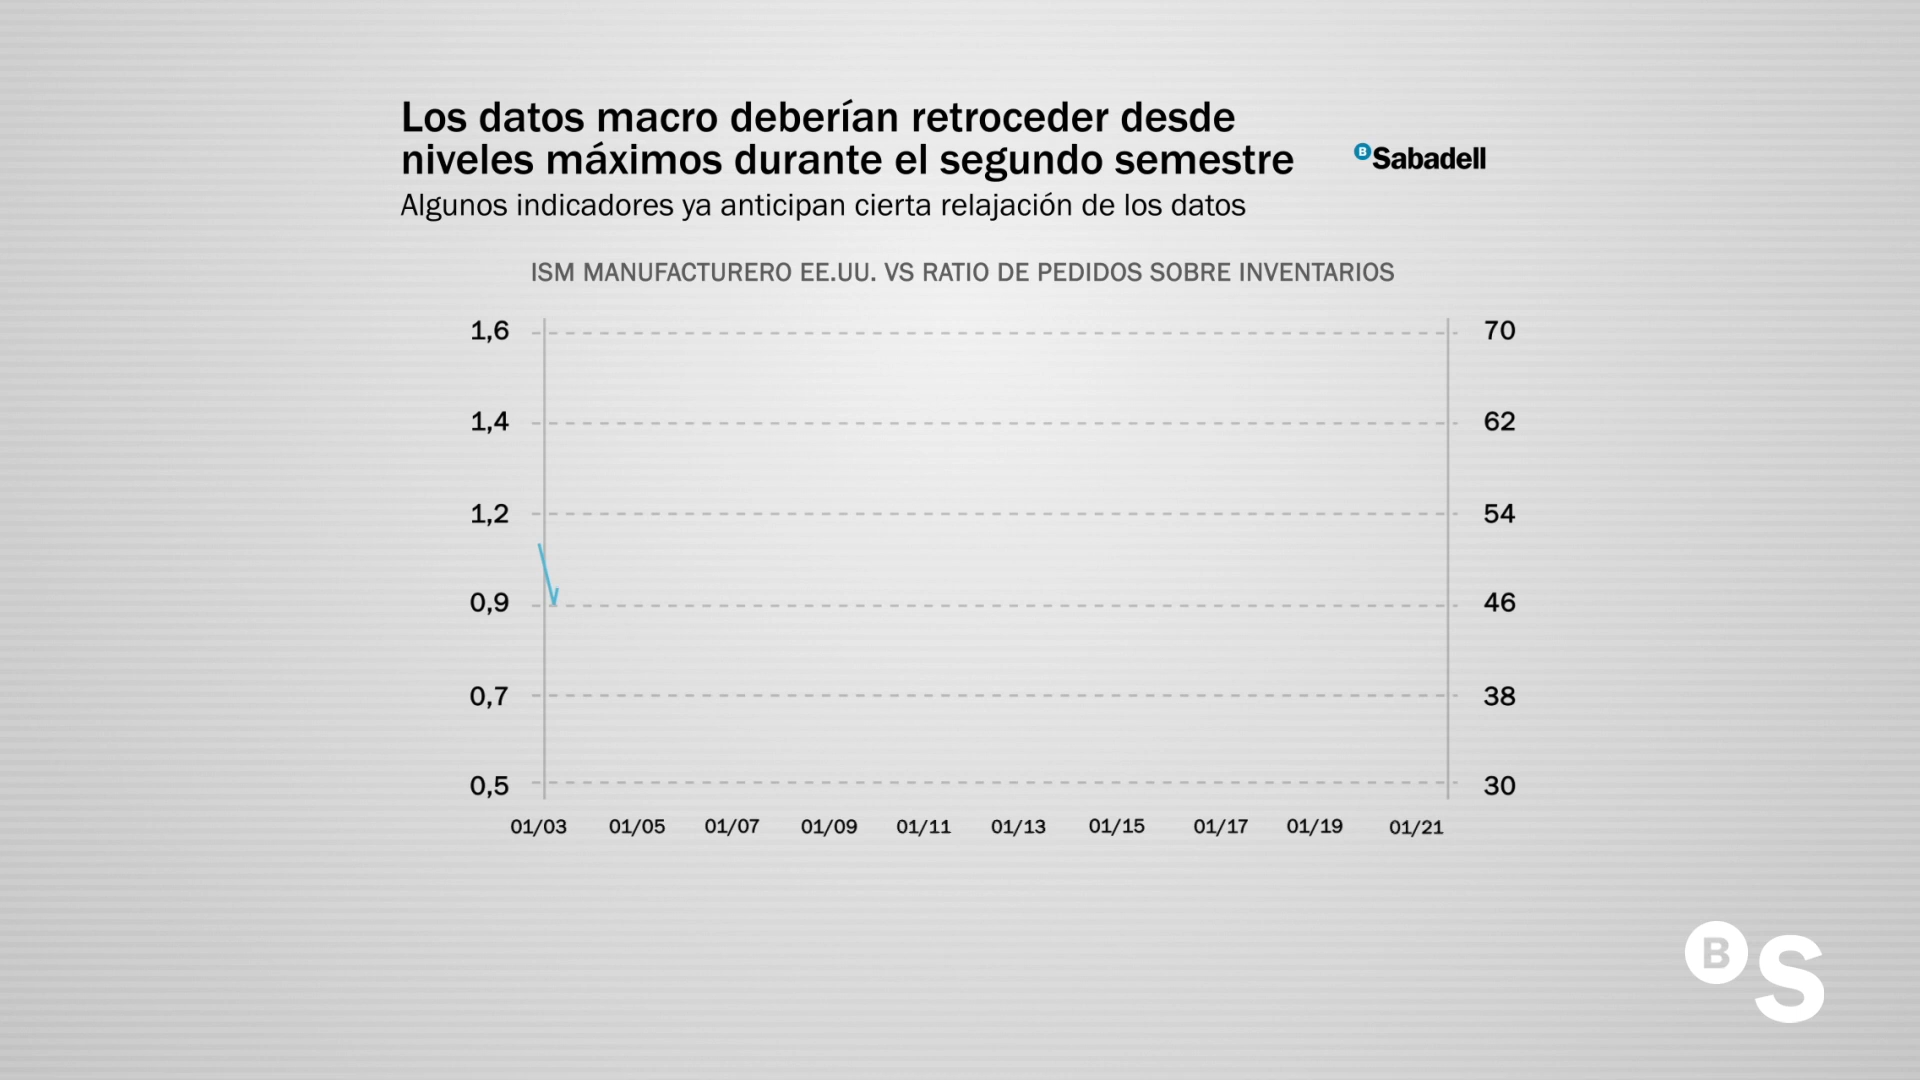 Los datos macro deberían retroceder desde
niveles máximos durante el segundo semestre
B Sabadell
Algunos indicadores ya anticipan cierta relajación de los datos
ISM MANUFACTURERO EE.UU. VS RATIO DE PEDIDOS SOBRE INVENTARIOS
1,6 70
1,4 62
1,2 54
0,9 46
0,7 38
0,5 30
01/03 01/05 01/07 01/09 01/11 01/13 01/15 01/17 01/19 01/21
B S